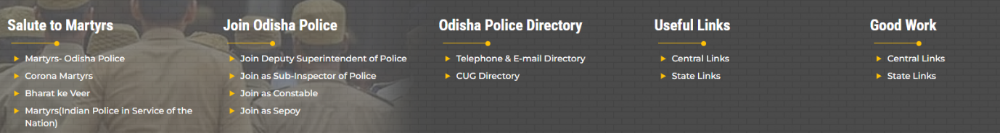 Salute to Martyrs
Martyrs- Odisha Police
Corona Martyrs
Bharat ke Veer
Martyrs(Indian Police in Service of the
Nation)
Join Odisha Police
Join Deputy Superintendent of Police
Join as Sub-Inspector of Police
Join as Constable
Join as Sepoy
Odisha Police Directory
Telephone & E-mail Directory
CUG Directory
Useful Links
Central Links
State Links
Good Work
Central Links
State Links